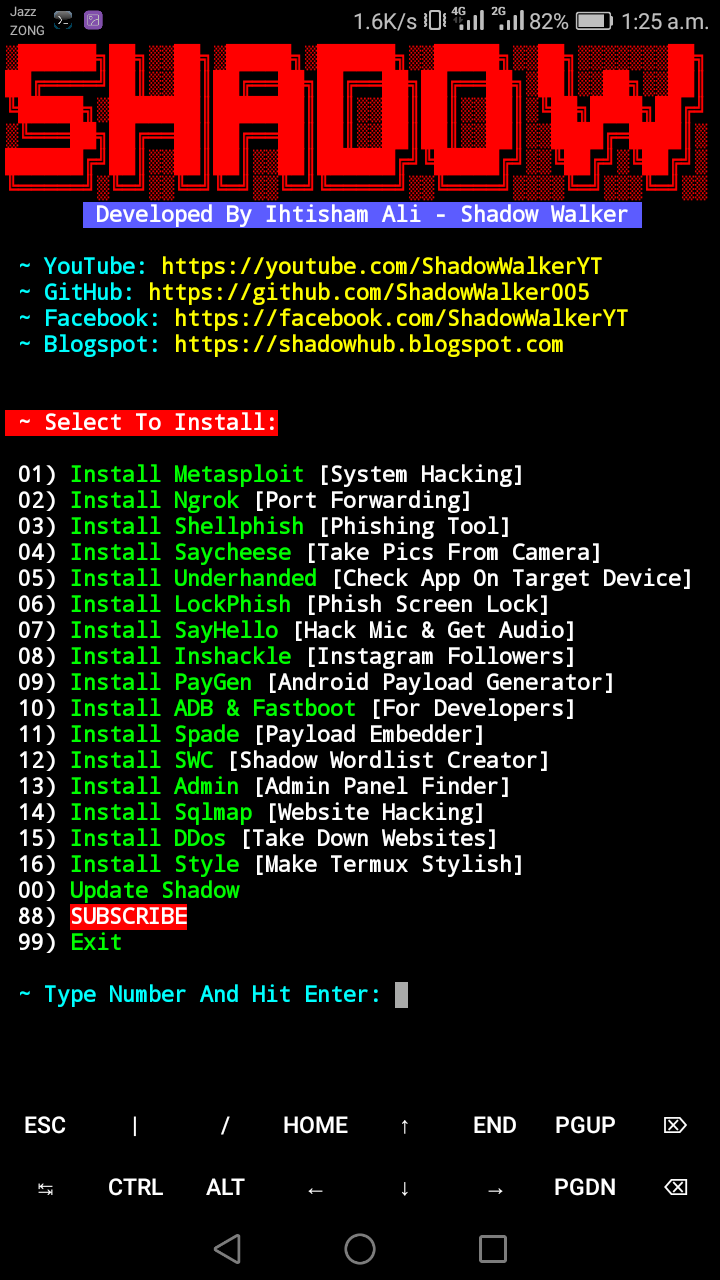 Jazz
ZONG
1.6K/s 4G 2G 82% 1:25 a.m.
SHADOW
Developed By Ihtisham Ali - Shadow Walker
~ YouTube: https://youtube.com/ShadowWalkerYT
~ GitHub: https://github.com/ShadowWalker005
~ Facebook: https://facebook.com/ShadowWalkerYT
~ Blogspot: https://shadowhub.blogspot.com
~ Select To Install:
01) Install Metasploit [System Hacking]
02) Install Ngrok [Port Forwarding]
03) Install Shellphish [Phishing Tool]
04) Install Saycheese [Take Pics From Camera]
05) Install Underhanded [Check App On Target Device]
06) Install LockPhish [Phish Screen Lock]
07) Install SayHello [Hack Mic & Get Audio]
08) Install Inshackle [Instagram Followers]
09) Install PayGen [Android Payload Generator]
10) Install ADB & Fastboot [For Developers]
11) Install Spade [Payload Embedder]
12) Install SWC [Shadow Wordlist Creator]
13) Install Admin [Admin Panel Finder]
14) Install Sqlmap [Website Hacking]
15) Install DDos [Take Down Websites]
16) Install Style [Make Termux Stylish]
00) Update Shadow
88) SUBSCRIBE
99) Exit
~ Type Number And Hit Enter:
ESC | / HOME ↑ END PGUP ⌦
↹ CTRL ALT ← ↓ → PGDN ⌫